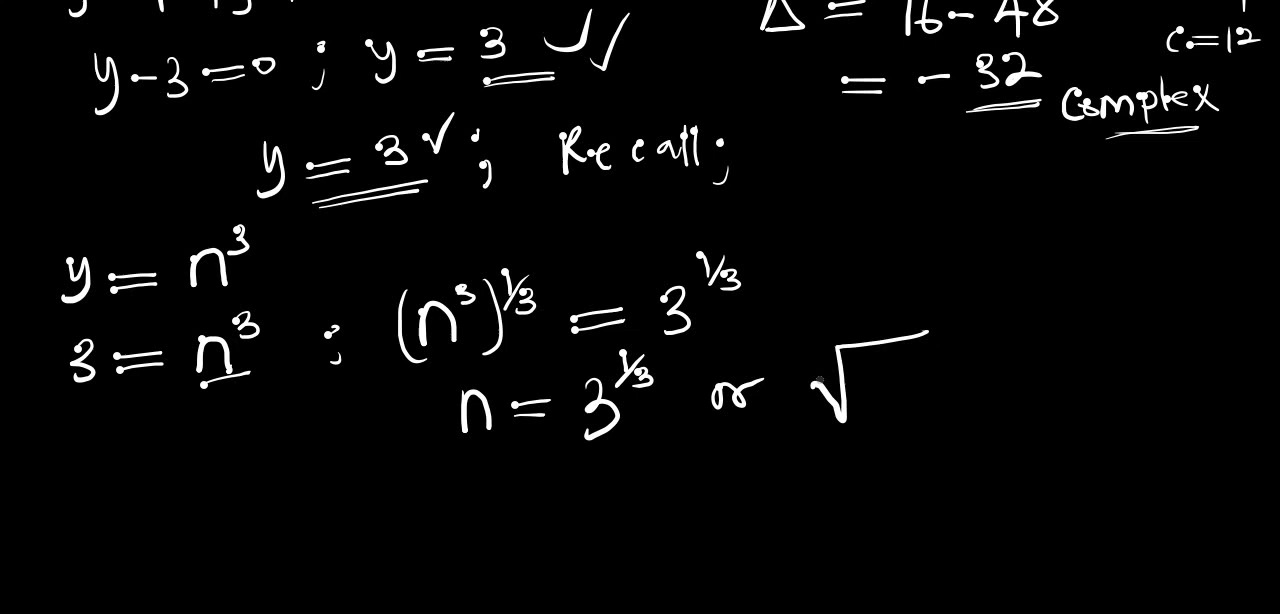 Δ = 16 - 48
y - 3 = 0 ; y = 3 ✓✓
c = 12
= - 32 Complex
y = 3 ✓ ; Recall;
y = n³
3 = n³ ; (n³)^1/3 = 3^1/3
n = 3^1/3 or √